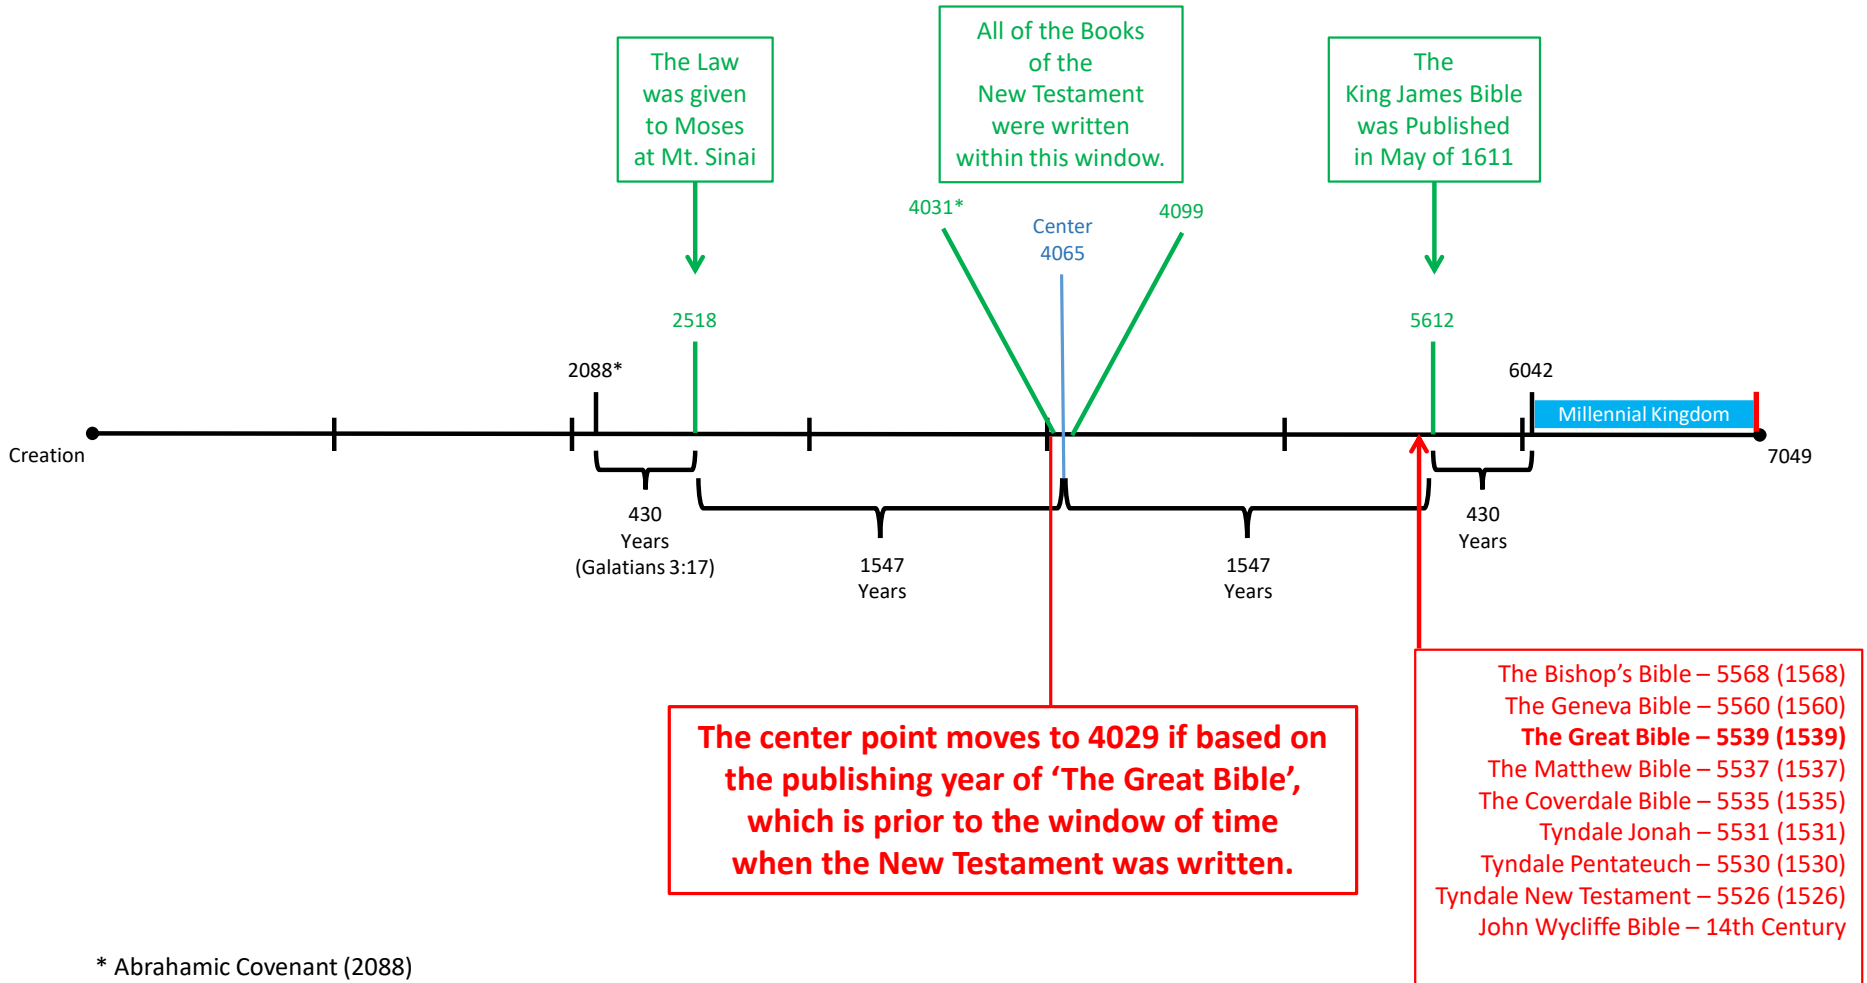 The Law
was given
to Moses
at Mt. Sinai
All of the Books
of the
New Testament
were written
within this window.
The
King James Bible
was Published
in May of 1611
4031*
Center
4065
4099
2518
5612
2088*
6042
Millennial Kingdom
Creation
7049
430
Years
(Galatians 3:17)
1547
Years
1547
Years
430
Years
The center point moves to 4029 if based on
the publishing year of ‘The Great Bible’,
which is prior to the window of time
when the New Testament was written.
The Bishop’s Bible – 5568 (1568)
The Geneva Bible – 5560 (1560)
The Great Bible – 5539 (1539)
The Matthew Bible – 5537 (1537)
The Coverdale Bible – 5535 (1535)
Tyndale Jonah – 5531 (1531)
Tyndale Pentateuch – 5530 (1530)
Tyndale New Testament – 5526 (1526)
John Wycliffe Bible – 14th Century
* Abrahamic Covenant (2088)